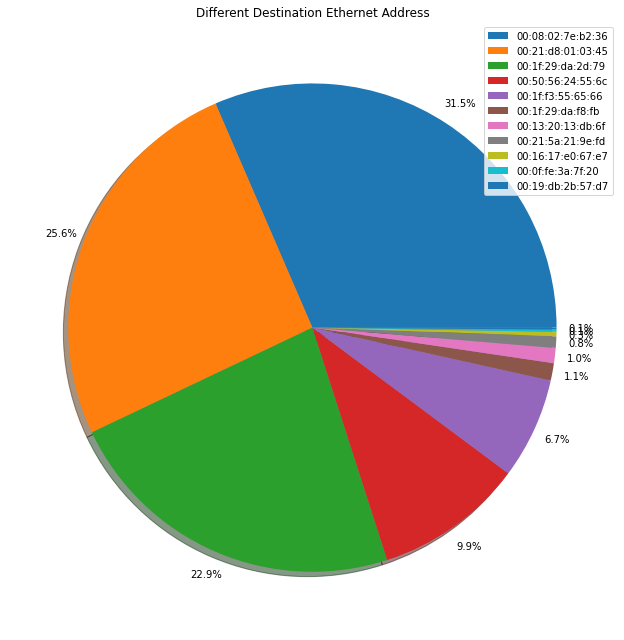 Different Destination Ethernet Address
00:08:02:7e:b2:36
00:21:d8:01:03:45
00:1f:29:da:2d:79
00:50:56:24:55:6c
00:1f:f3:55:65:66
00:1f:29:da:f8:fb
00:13:20:13:db:6f
00:21:5a:21:9e:fd
00:16:17:e0:67:e7
00:0f:fe:3a:7f:20
00:19:db:2b:57:d7
31.5%
25.6%
22.9%
9.9%
6.7%
1.1%
1.0%
0.8%
0.1%